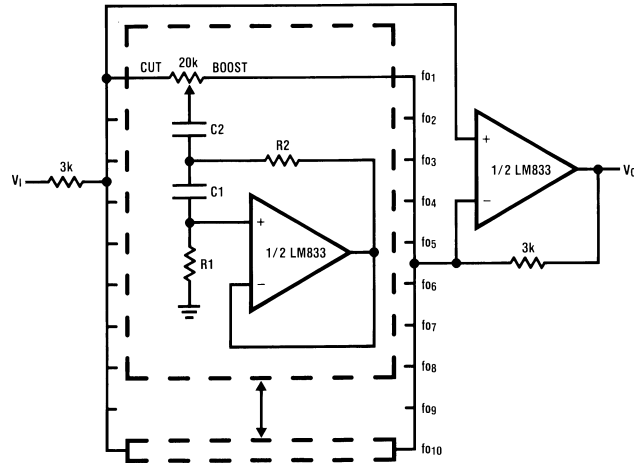 CUT 20k BOOST fo1
fo2
C2
R2
fo3
3k
+
1/2 LM833
VI
VO
C1
fo4
−
+
fo5
1/2 LM833
3k
R1
−
fo6
fo7
fo8
fo9
fo10